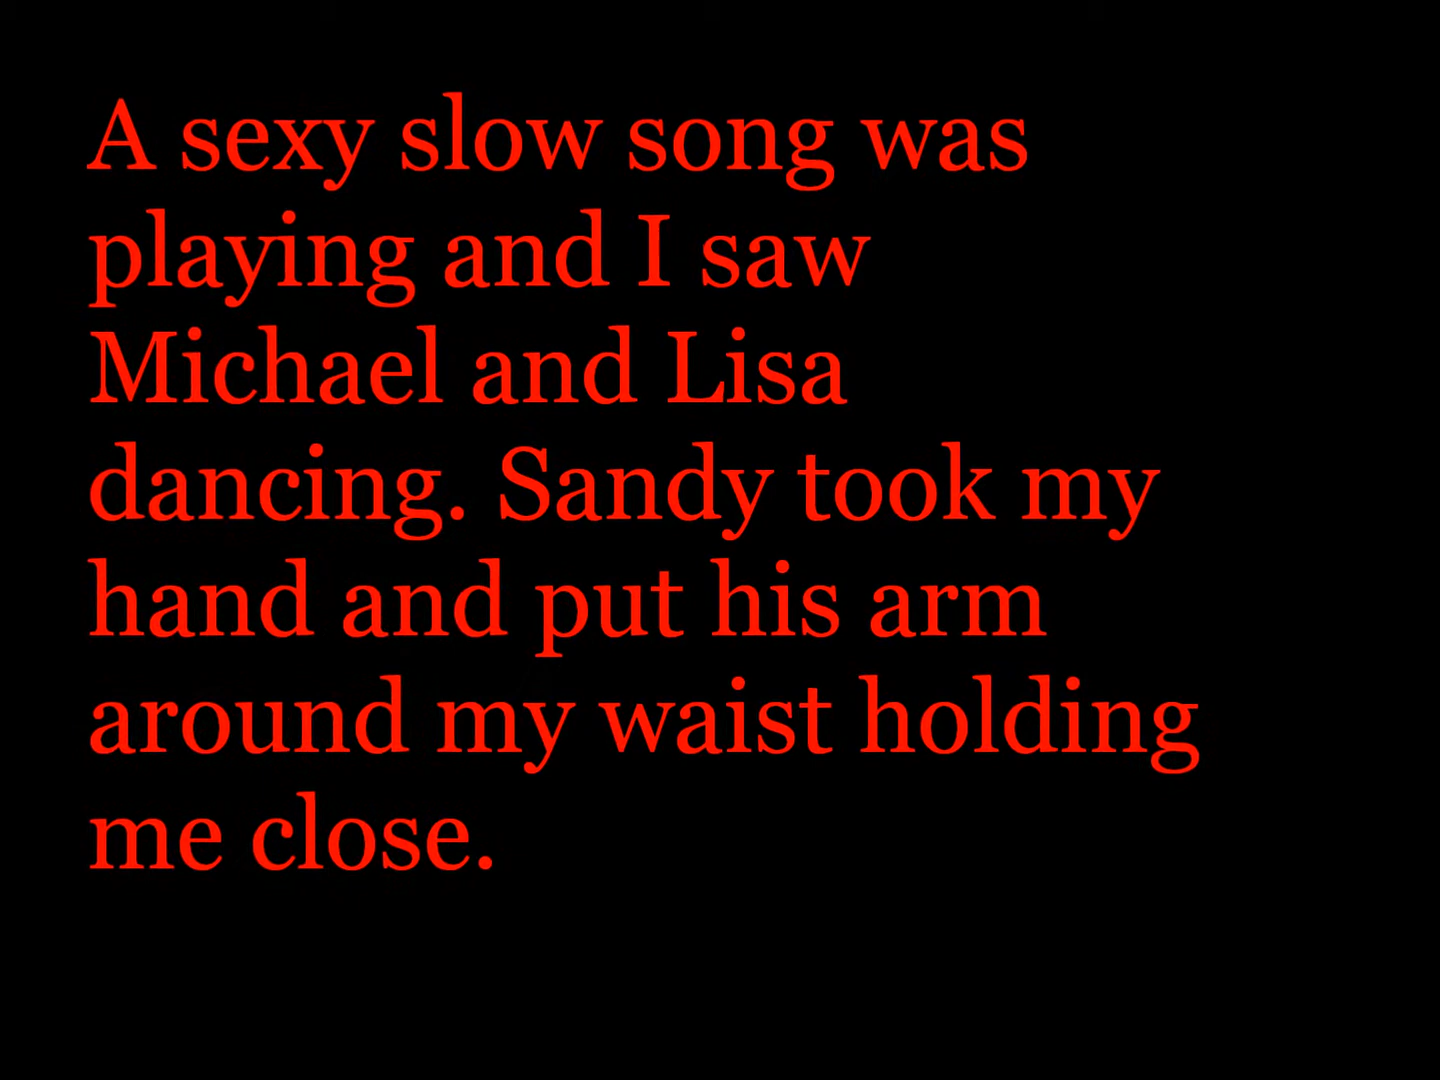 A sexy slow song was
playing and I saw
Michael and Lisa
dancing. Sandy took my
hand and put his arm
around my waist holding
me close.